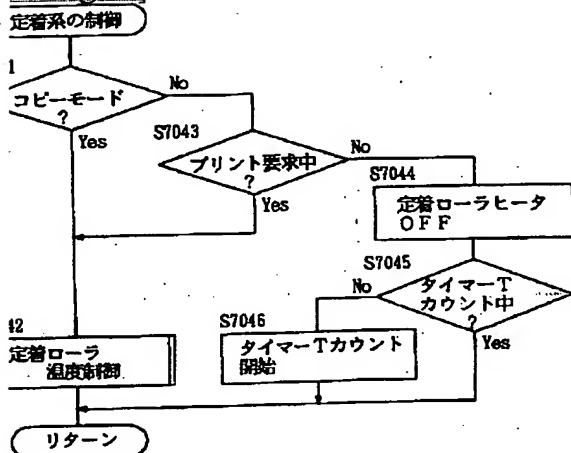 定着系の制御
1
コピーモード
?
No
Yes
S7043
プリント要求中
?
No
Yes
S7044
定着ローラヒータ
OFF
S7045
タイマーT
カウント中
?
No
Yes
S7046
タイマーTカウント
開始
42
定着ローラ
温度制御
リターン